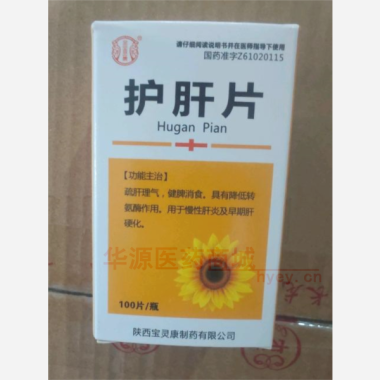 请仔细阅读说明书并在医师指导下使用
国药准字Z61020115
护肝片
Hugan Pian
【功能主治】
疏肝理气，健脾消食。具有降低转
氨酶作用。用于慢性肝炎及早期肝
硬化。
华源医药商城
hyey.cn
100片/瓶
陕西宝灵康制药有限公司